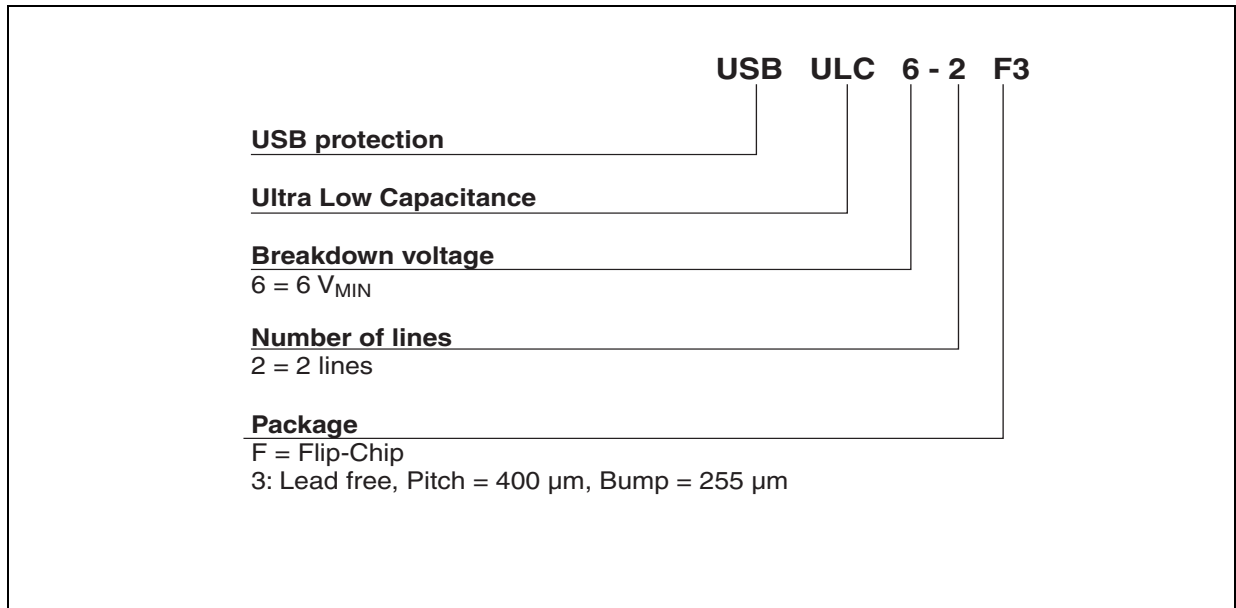 USB ULC 6 - 2 F3
USB protection
Ultra Low Capacitance
Breakdown voltage
6 = 6 VMIN
Number of lines
2 = 2 lines
Package
F = Flip-Chip
3: Lead free, Pitch = 400 µm, Bump = 255 µm